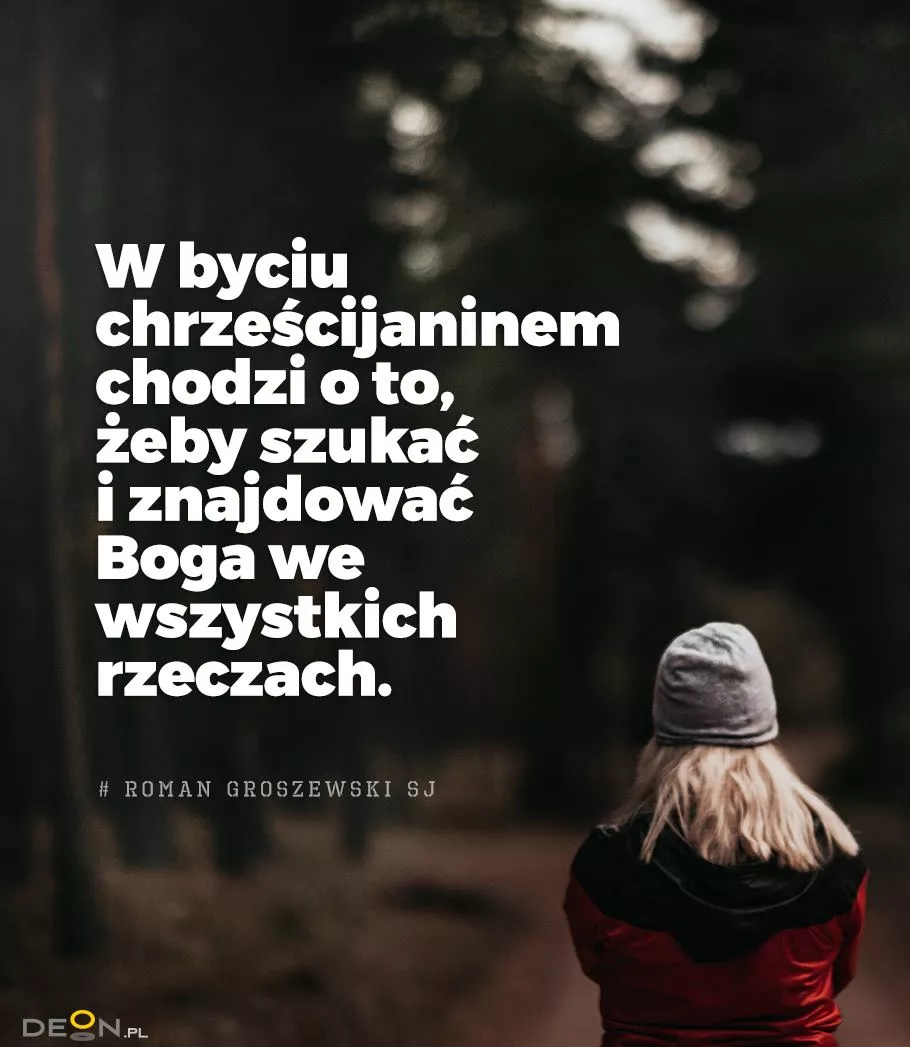 W byciu
chrześcijaninem
chodzi o to,
żeby szukać
i znajdować
Boga we
wszystkich
rzeczach.
# ROMAN GROSZEWSKI SJ
DEON.PL